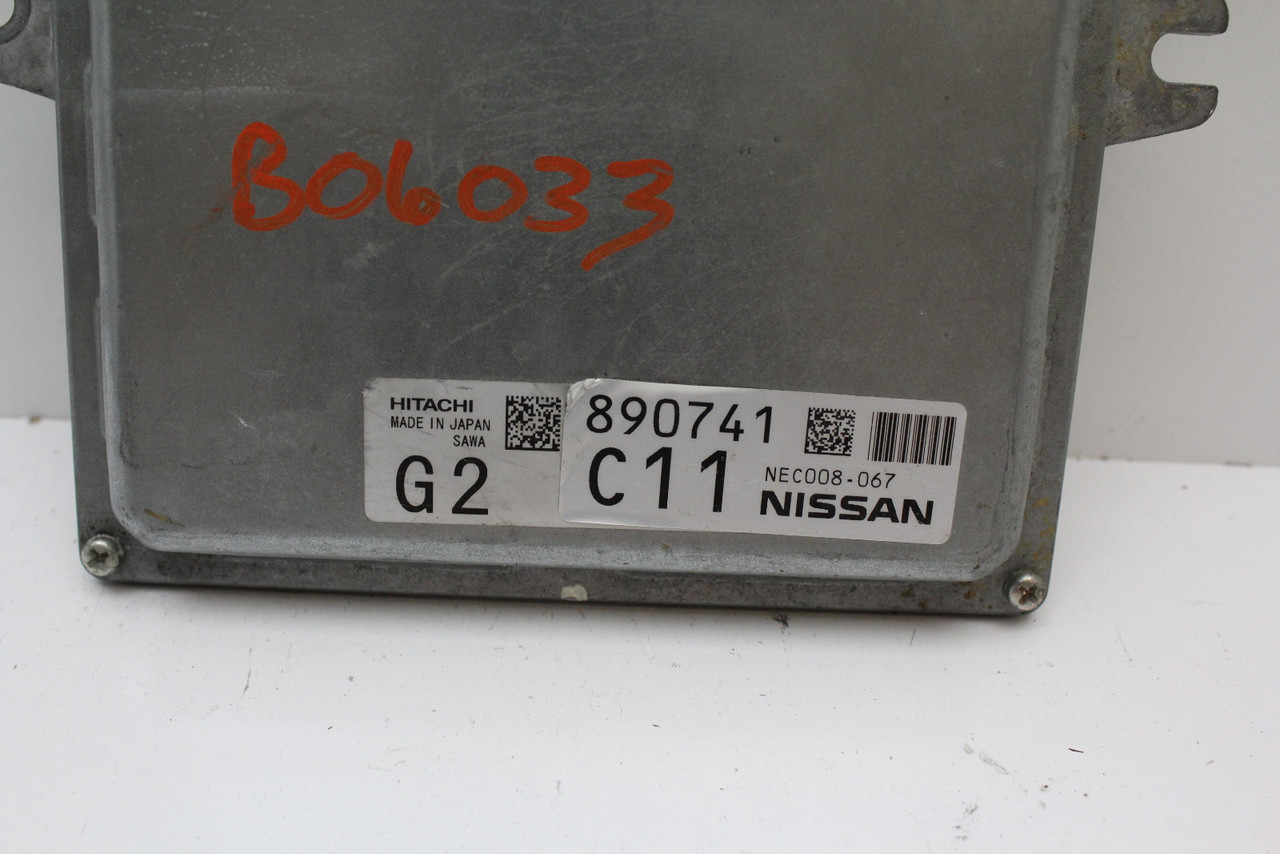 B06033
HITACHI
MADE IN JAPAN
SAWA
G2
890741
C11
NEC008-067
NISSAN